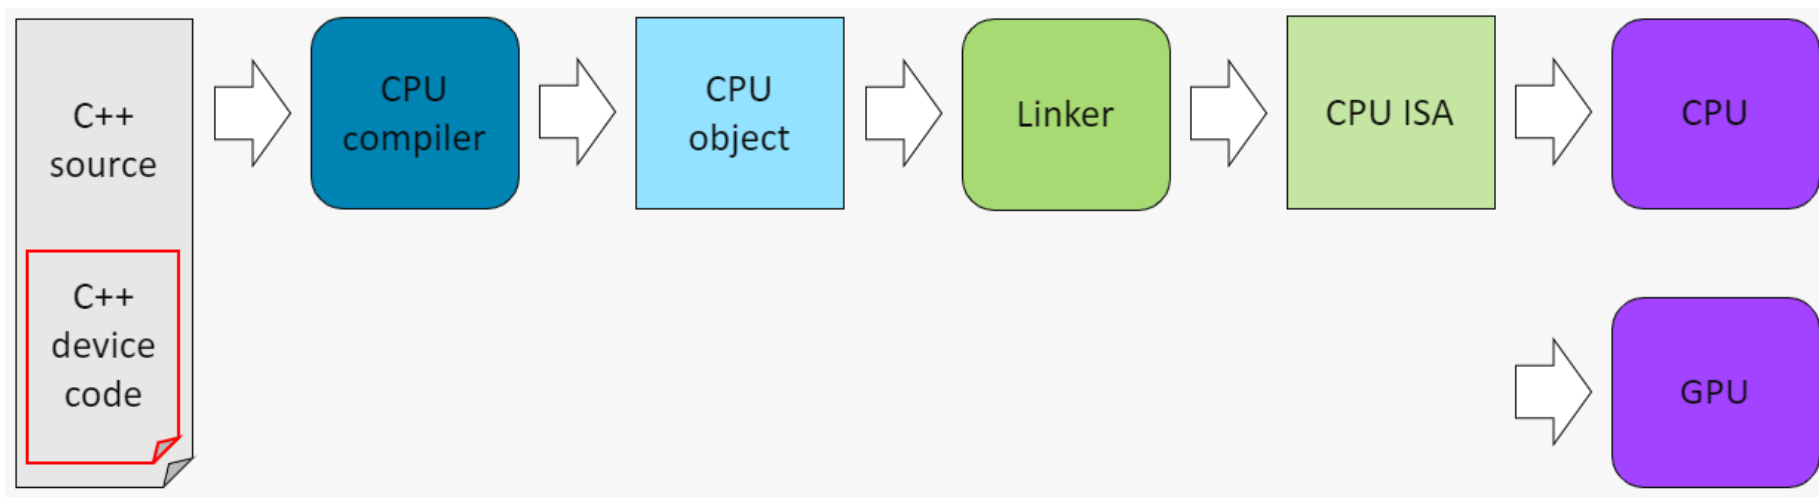 C++
source
CPU
compiler
CPU
object
Linker
CPU ISA
CPU
C++
device
code
GPU